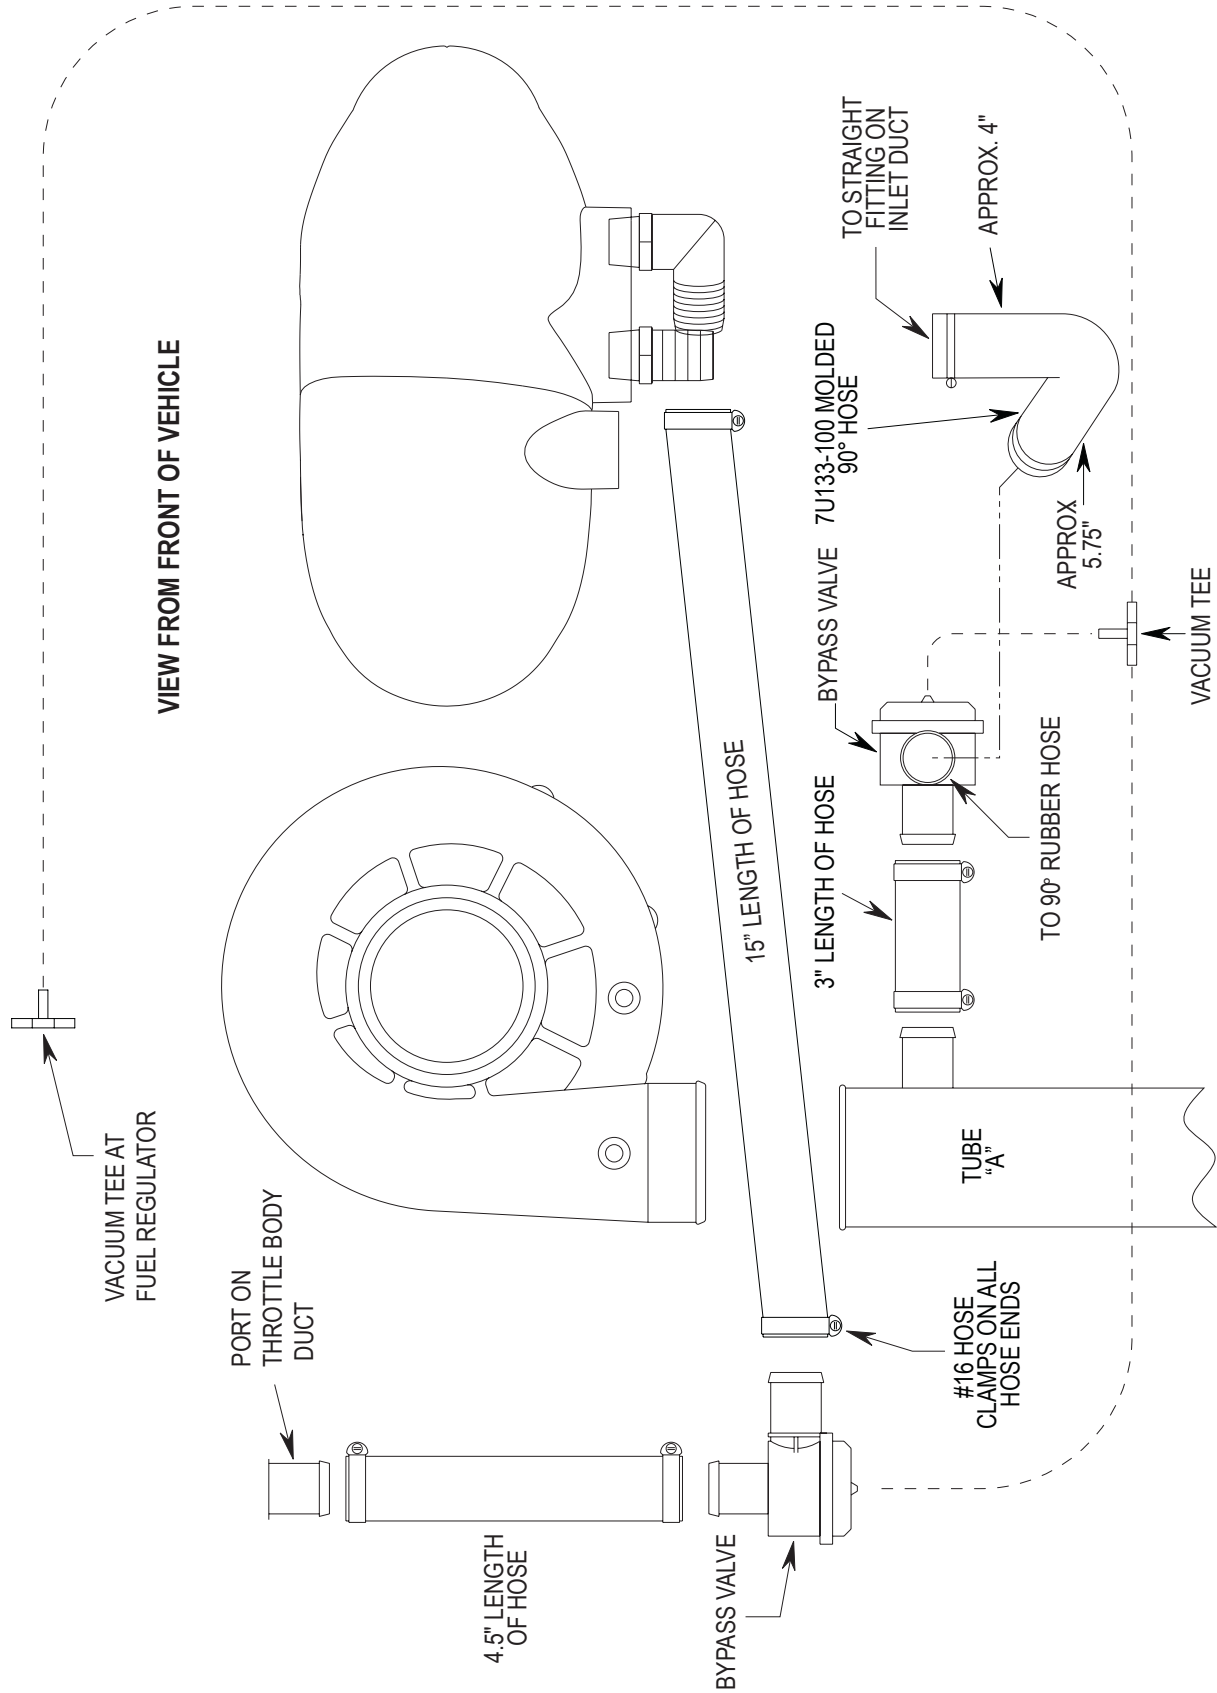 VIEW FROM FRONT OF VEHICLE
VACUUM TEE AT
FUEL REGULATOR
PORT ON
THROTTLE BODY
DUCT
4.5" LENGTH
OF HOSE
BYPASS VALVE
15” LENGTH OF HOSE
#16 HOSE
CLAMPS ON ALL
HOSE ENDS
TUBE
“A”
3" LENGTH OF HOSE
BYPASS VALVE
TO 90° RUBBER HOSE
7U133-100 MOLDED
90° HOSE
TO STRAIGHT
FITTING ON
INLET DUCT
APPROX. 4"
APPROX
5.75"
VACUUM TEE